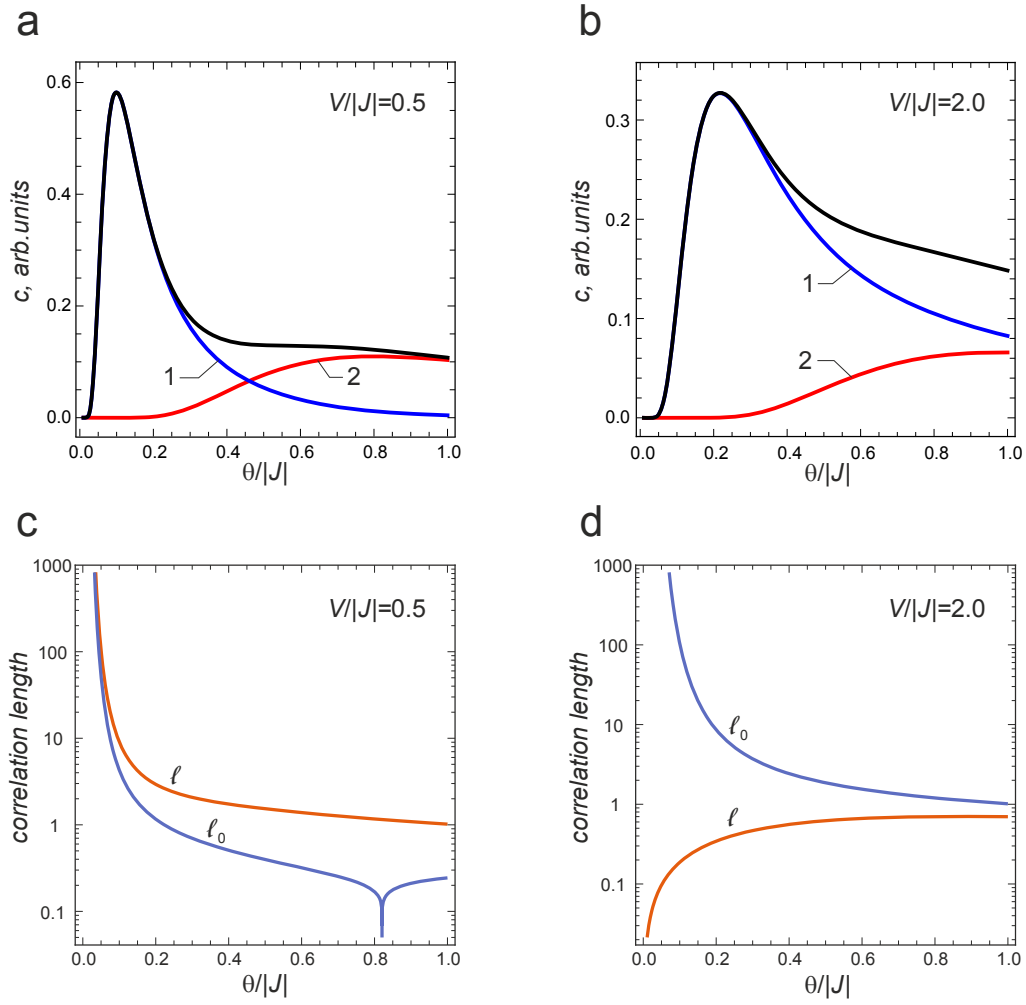 a
V/|J|=0.5
c, arb.units
0.6
0.4
0.2
0.0
1
2
0.0 0.2 0.4 0.6 0.8 1.0
θ/|J|
b
V/|J|=2.0
c, arb.units
0.3
0.2
0.1
0.0
1
2
0.0 0.2 0.4 0.6 0.8 1.0
θ/|J|
c
V/|J|=0.5
correlation length
1000
100
10
1
0.1
ℓ
ℓ0
0.0 0.2 0.4 0.6 0.8 1.0
θ/|J|
d
V/|J|=2.0
correlation length
1000
100
10
1
0.1
ℓ0
ℓ
0.0 0.2 0.4 0.6 0.8 1.0
θ/|J|